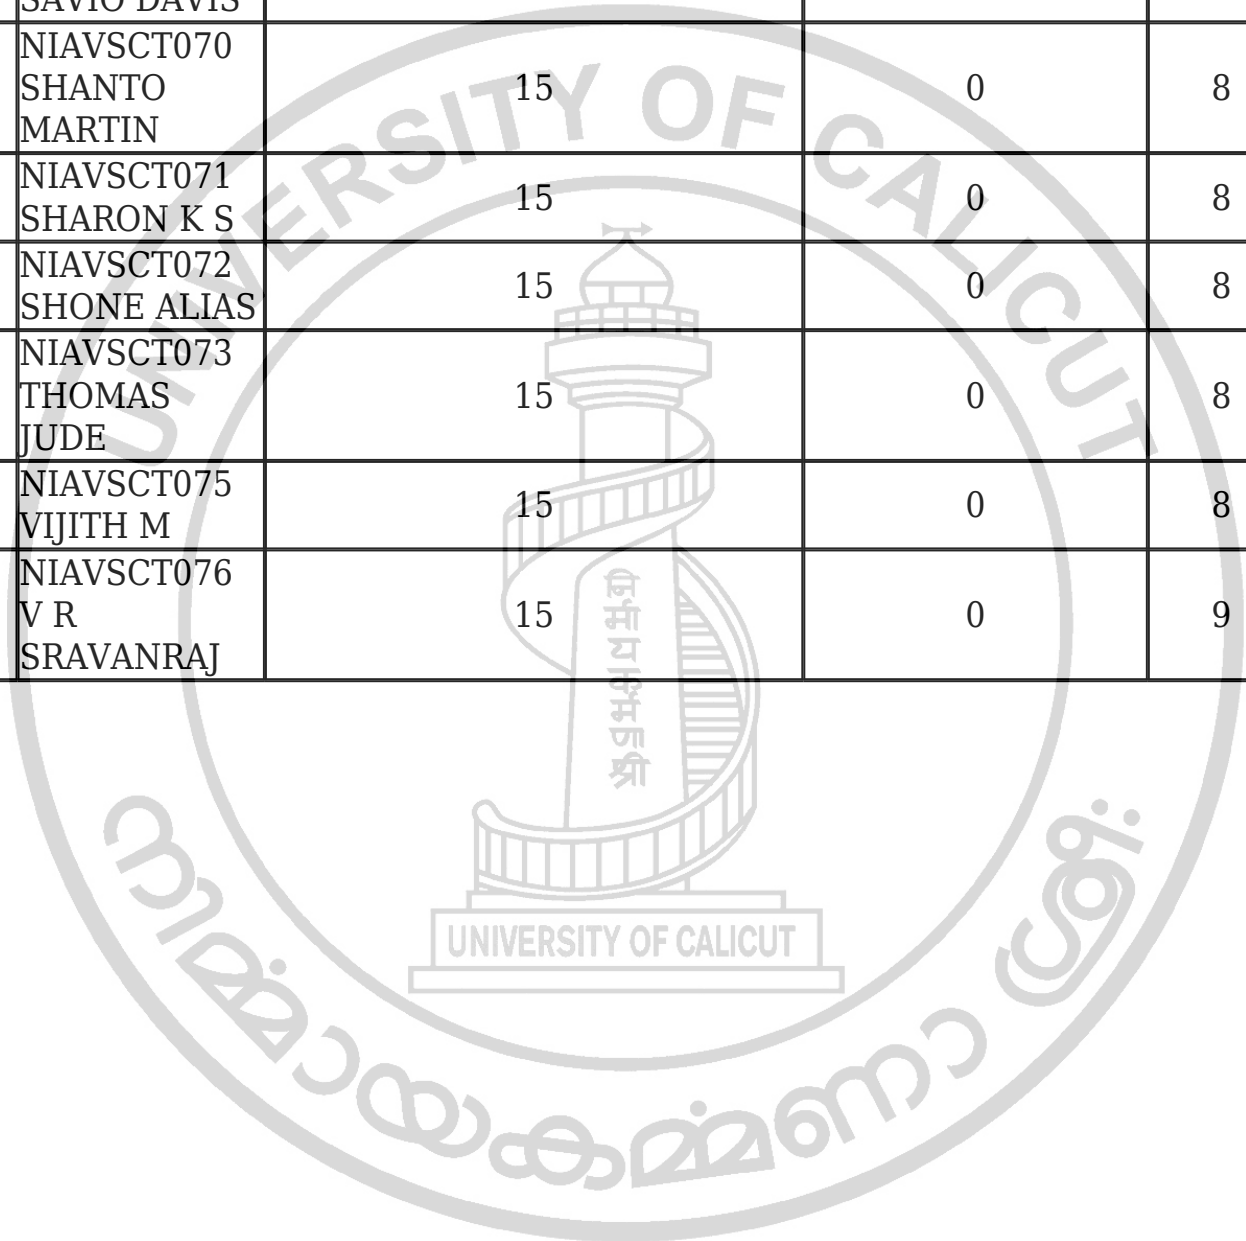 SAVIO DAVIS
NIAVSCT070
SHANTO
MARTIN
15
0
8
NIAVSCT071
SHARON K S
15
0
8
NIAVSCT072
SHONE ALIAS
15
0
8
NIAVSCT073
THOMAS
JUDE
15
0
8
NIAVSCT075
VIJITH M
15
0
8
NIAVSCT076
V R
SRAVANRAJ
15
0
9
UNIVERSITY OF CALICUT
UNIVERSITY OF CALICUT